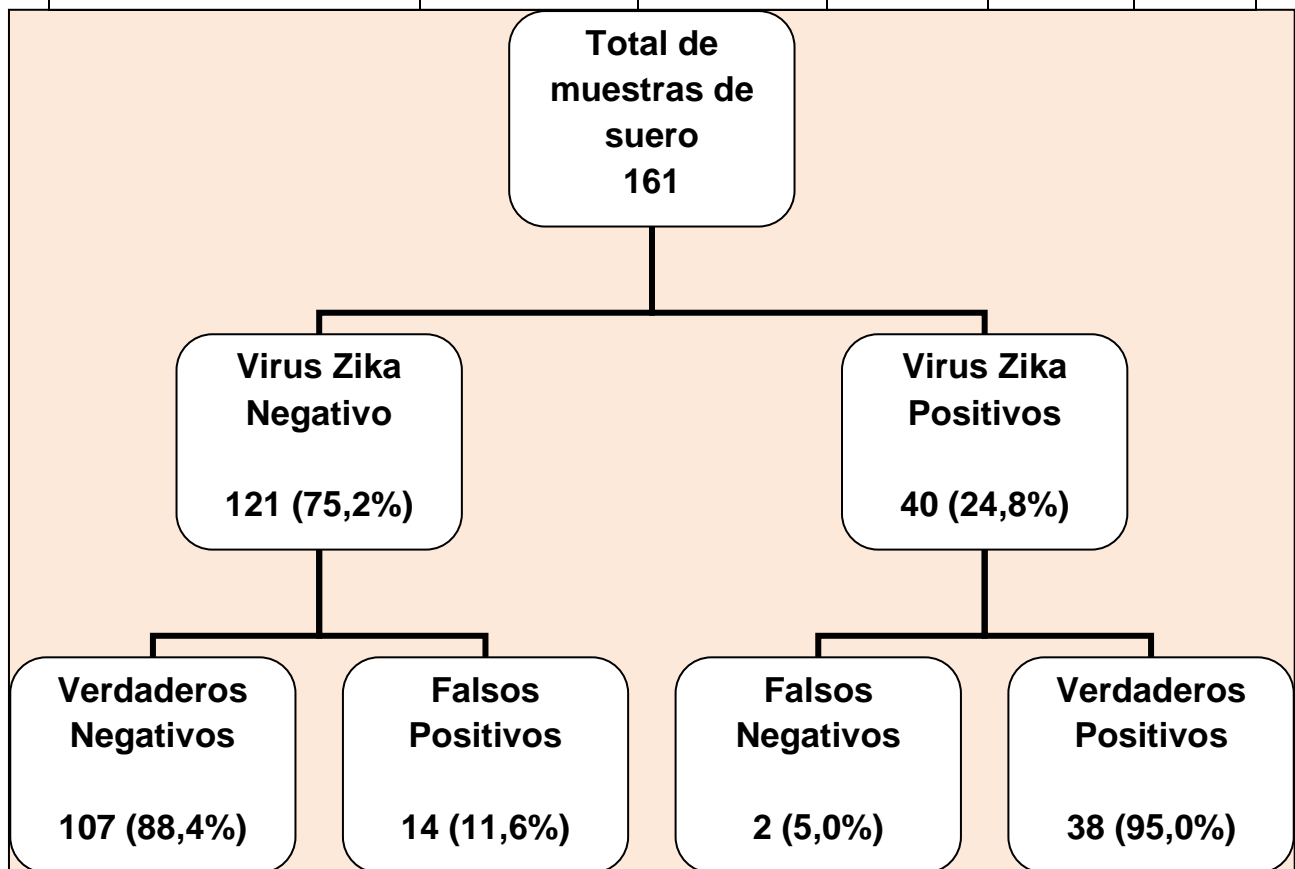 Total de
muestras de
suero
161
Virus Zika
Negativo
121 (75,2%)
Virus Zika
Positivos
40 (24,8%)
Verdaderos
Negativos
107 (88,4%)
Falsos
Positivos
14 (11,6%)
Falsos
Negativos
2 (5,0%)
Verdaderos
Positivos
38 (95,0%)